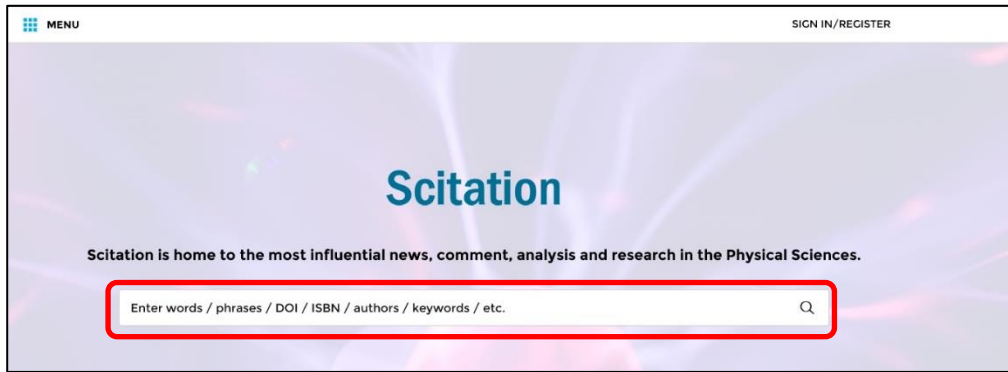 MENU
SIGN IN/REGISTER
Scitation
Scitation is home to the most influential news, comment, analysis and research in the Physical Sciences.
Enter words / phrases / DOI / ISBN / authors / keywords / etc.